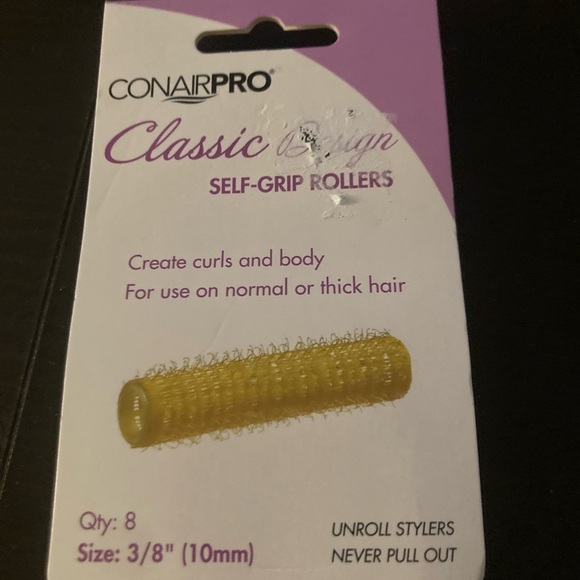 CONAIRPRO®
Classic Design
SELF-GRIP ROLLERS
Create curls and body
For use on normal or thick hair
Qty: 8
Size: 3/8" (10mm)
UNROLL STYLERS
NEVER PULL OUT